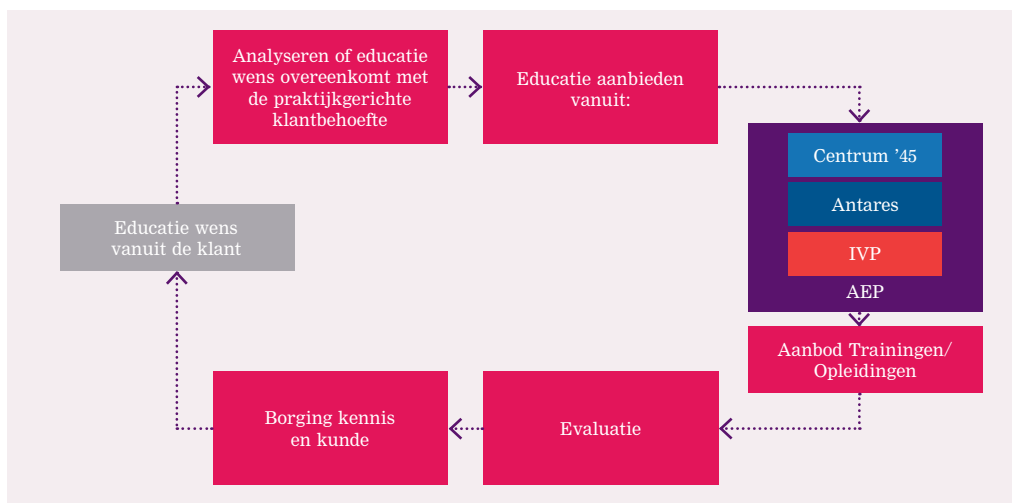 Analyseren of educatie
wens overeenkomt met
de praktijkgerichte
klantbehoefte
Educatie aanbieden
vanuit:
Centrum ’45
Antares
IVP
AEP
Aanbod Trainingen/
Opleidingen
Evaluatie
Borging kennis
en kunde
Educatie wens
vanuit de klant